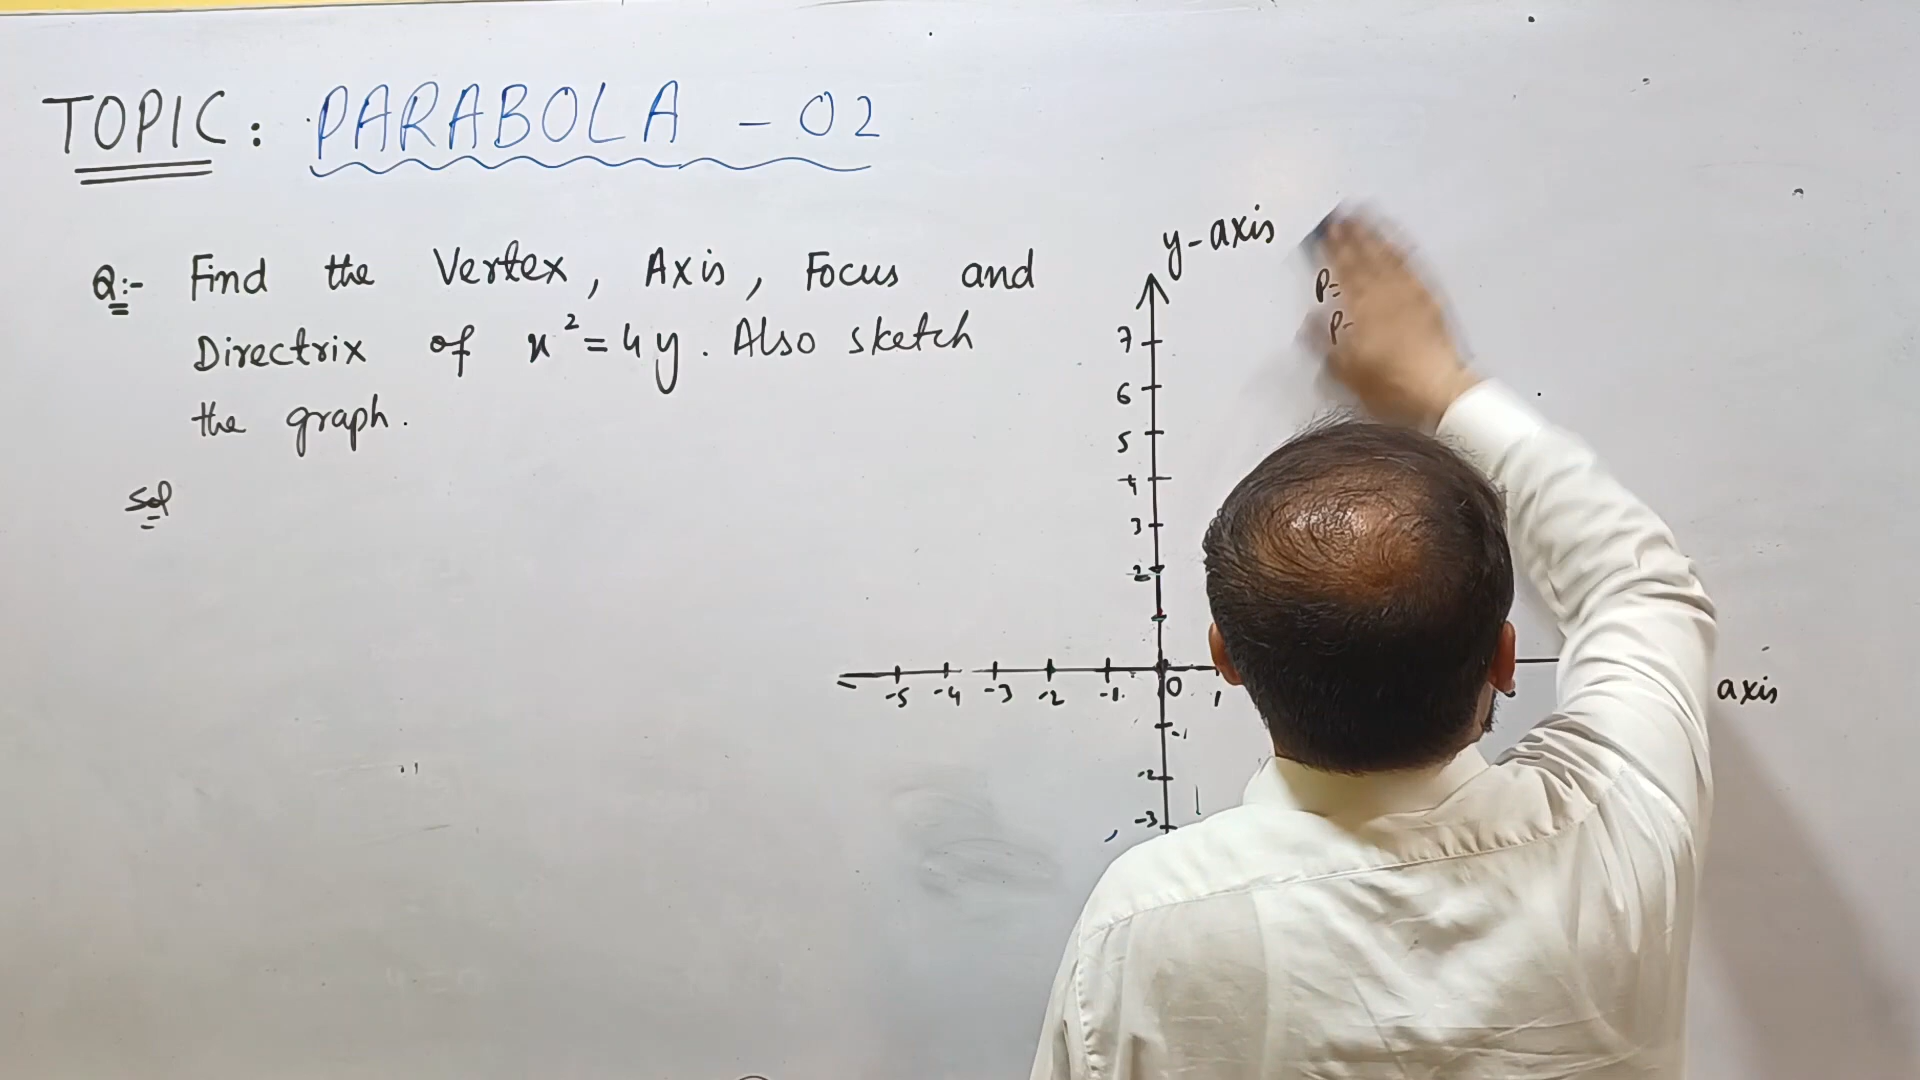 TOPIC: PARABOLA - 02
Q:- Find the Vertex, Axis, Focus and
Directrix of x² = 4y. Also sketch
the graph.
Sol
y-axis
P=
P-
7
6
5
4
3
2
-5 -4 -3 -2 -1 0 1
axis
-1
-2
-3